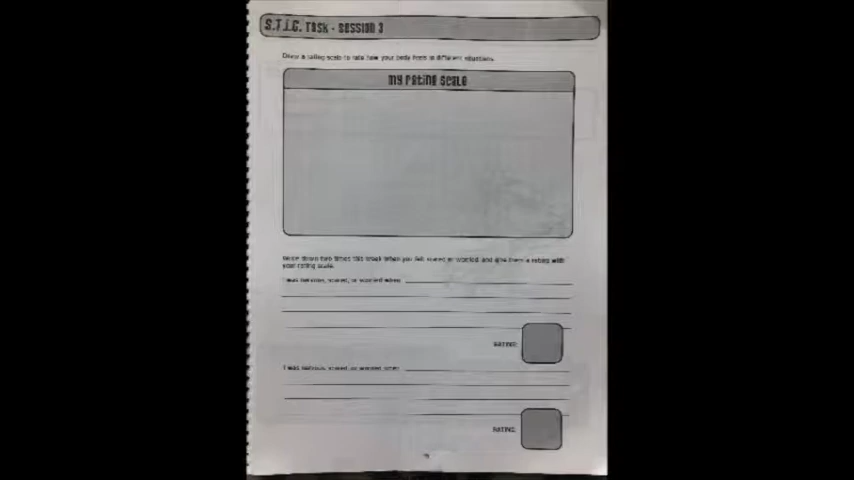 S.T.I.C. Task - Session 3
Draw a rating scale to rate how your body feels in different situations.
my rating scale
Write down two times this week when you felt scared or worried and give them a rating with
your rating scale.
I was nervous, scared, or worried when
RATING:
I was nervous, scared, or worried when
RATING: